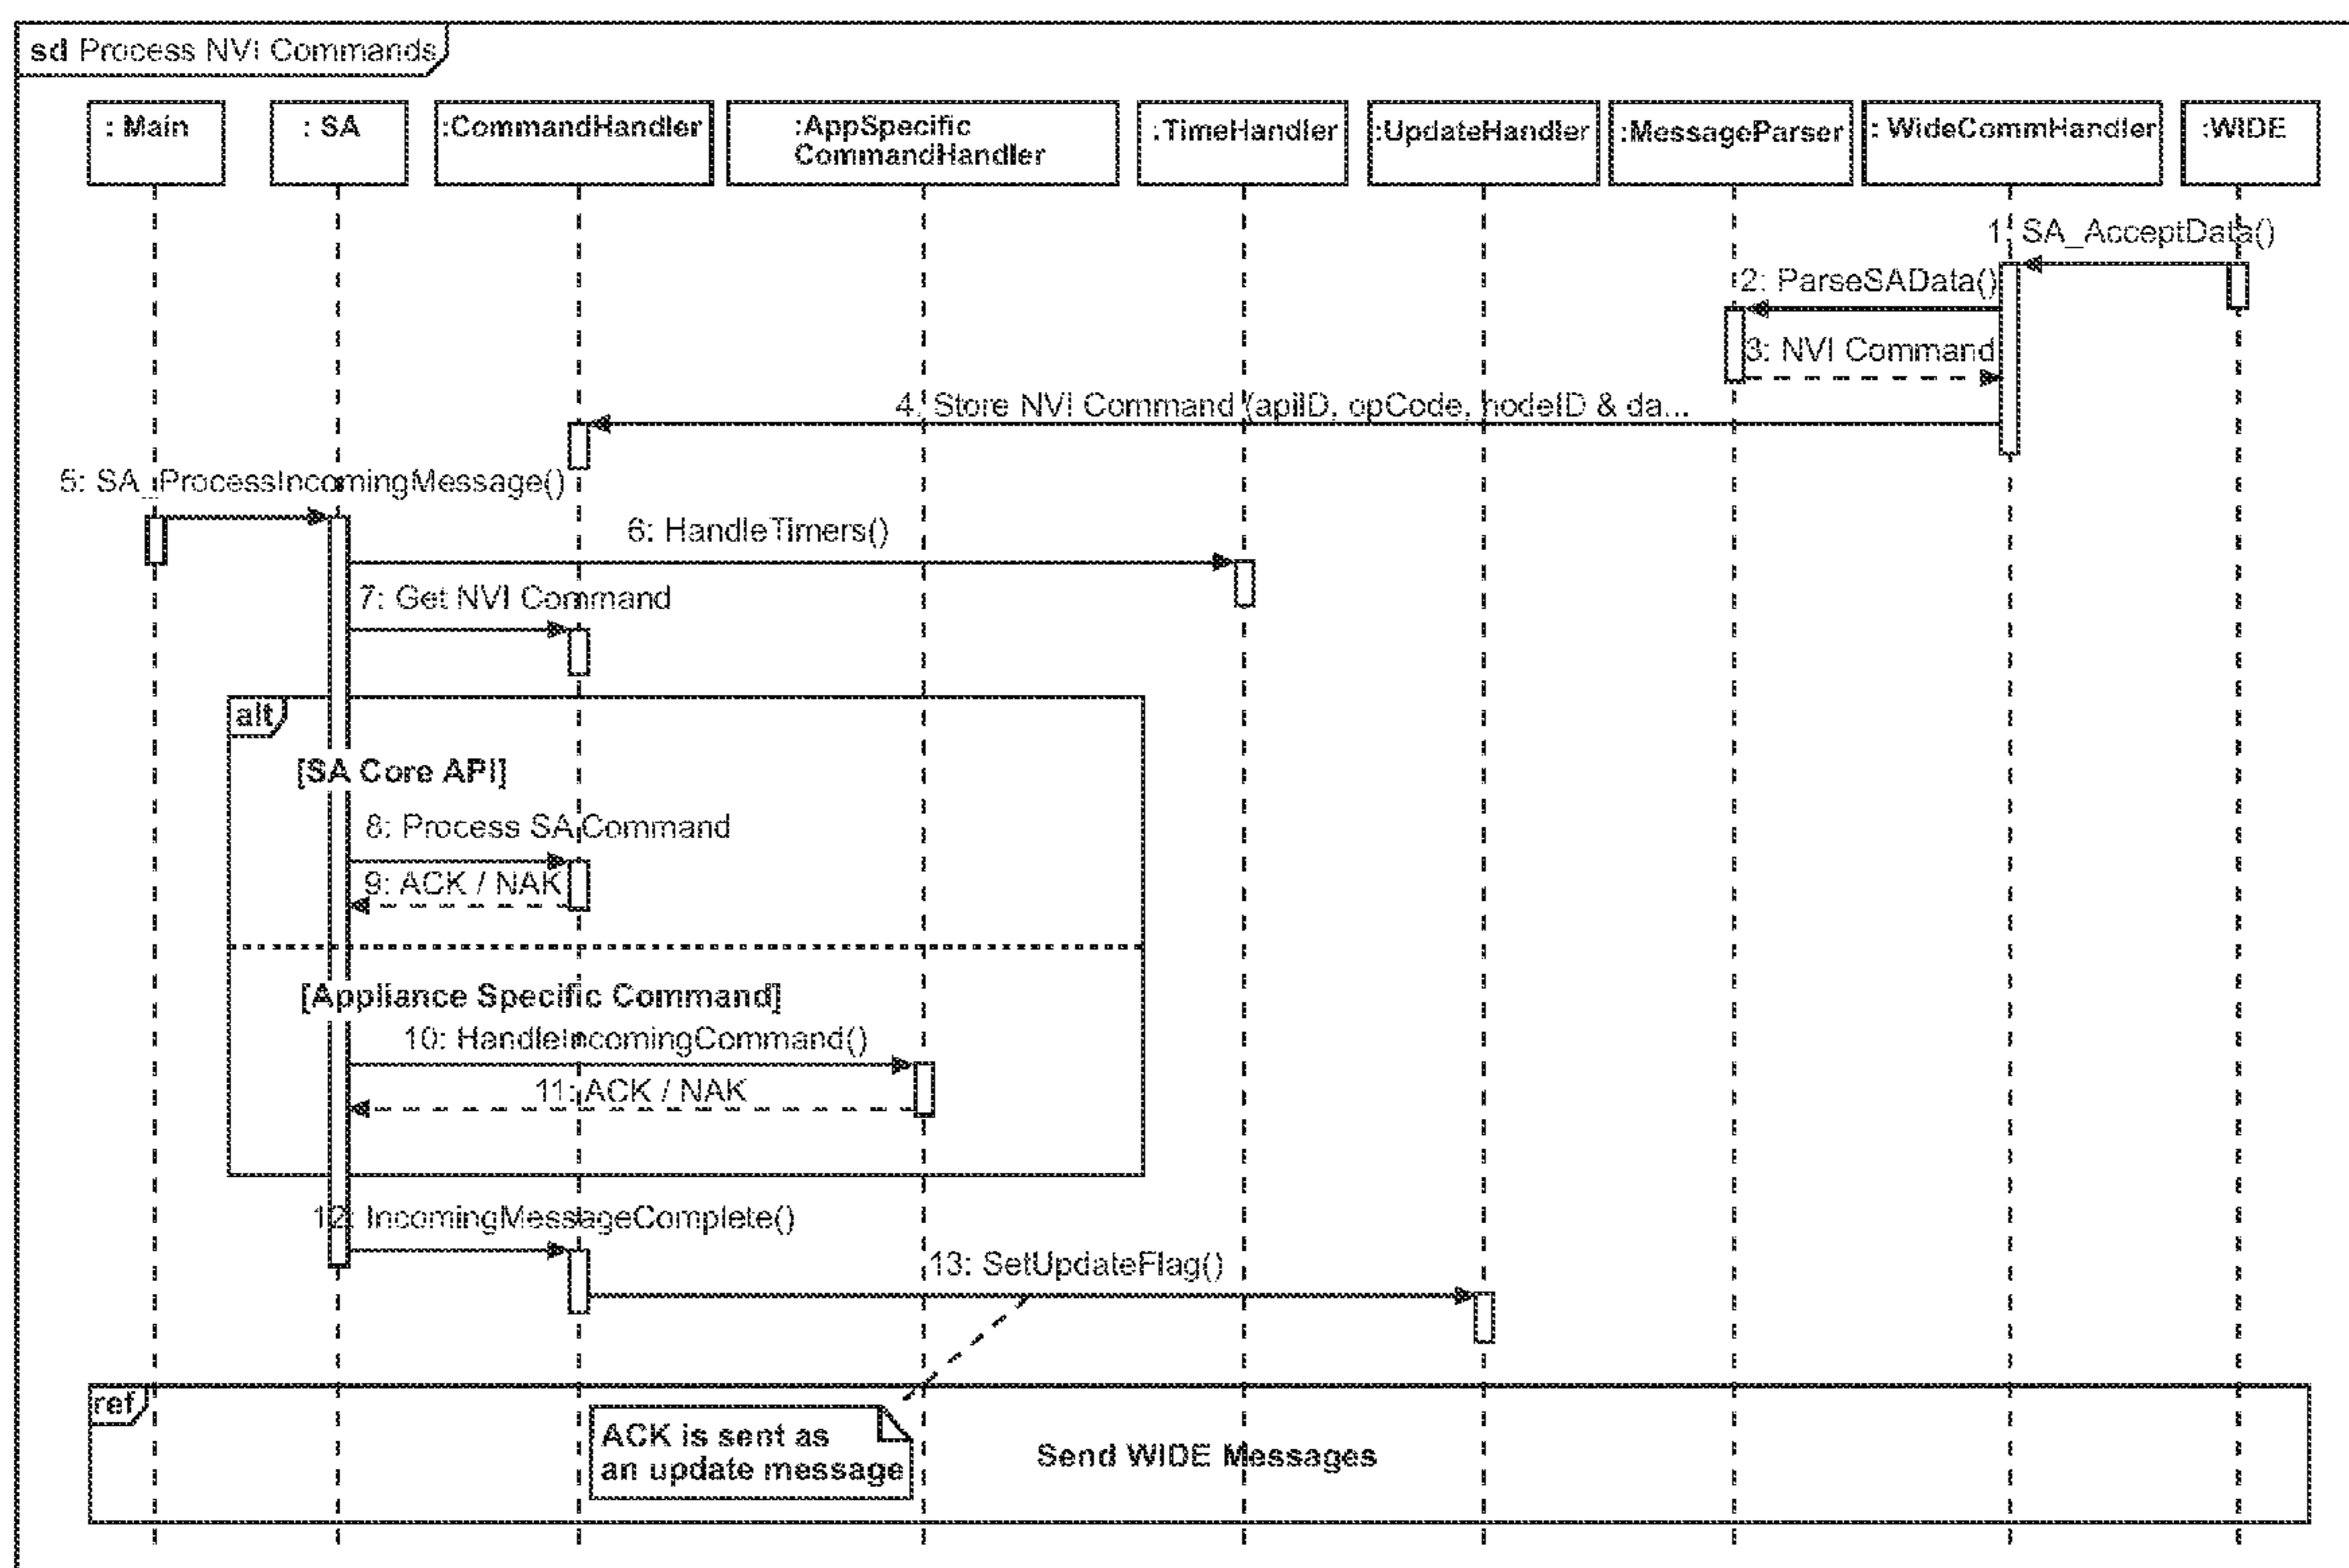 sd Process NVI Commands
: Main
: SA
:CommandHandler
:AppSpecific
CommandHandler
:TimeHandler
:UpdateHandler
:MessageParser
: WideCommHandler
:WIDE
1: SA_AcceptData()
2: ParseSAData()
3: NVI Command
4: Store NVI Command (apiID, opCode, nodeID & da...
5: SA_ProcessIncomingMessage()
6: HandleTimers()
7: Get NVI Command
alt
[SA Core API]
8: Process SA Command
9: ACK / NAK
[Appliance Specific Command]
10: HandleIncomingCommand()
11: ACK / NAK
12: IncomingMessageComplete()
13: SetUpdateFlag()
ref
ACK is sent as
an update message
Send WIDE Messages